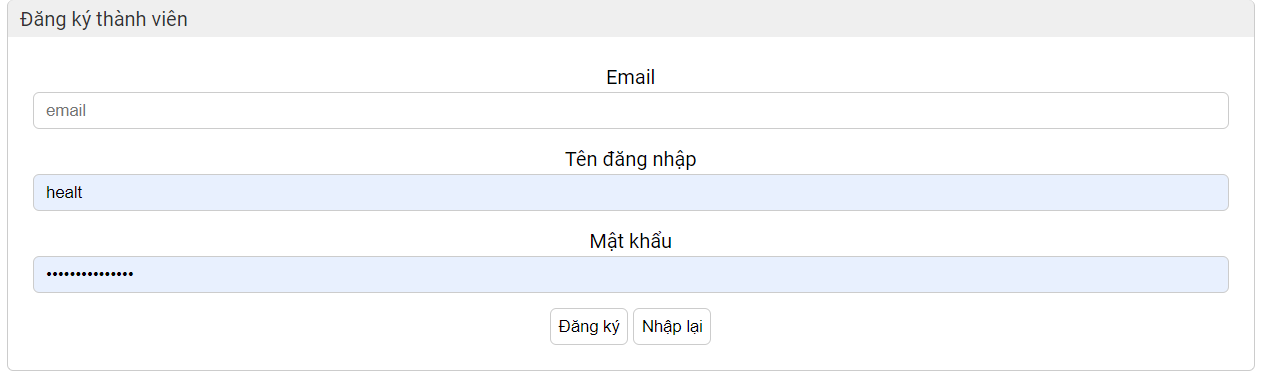 Đăng ký thành viên
Email
email
Tên đăng nhập
healt
Mật khẩu
•••••••••••••••
Đăng ký Nhập lại